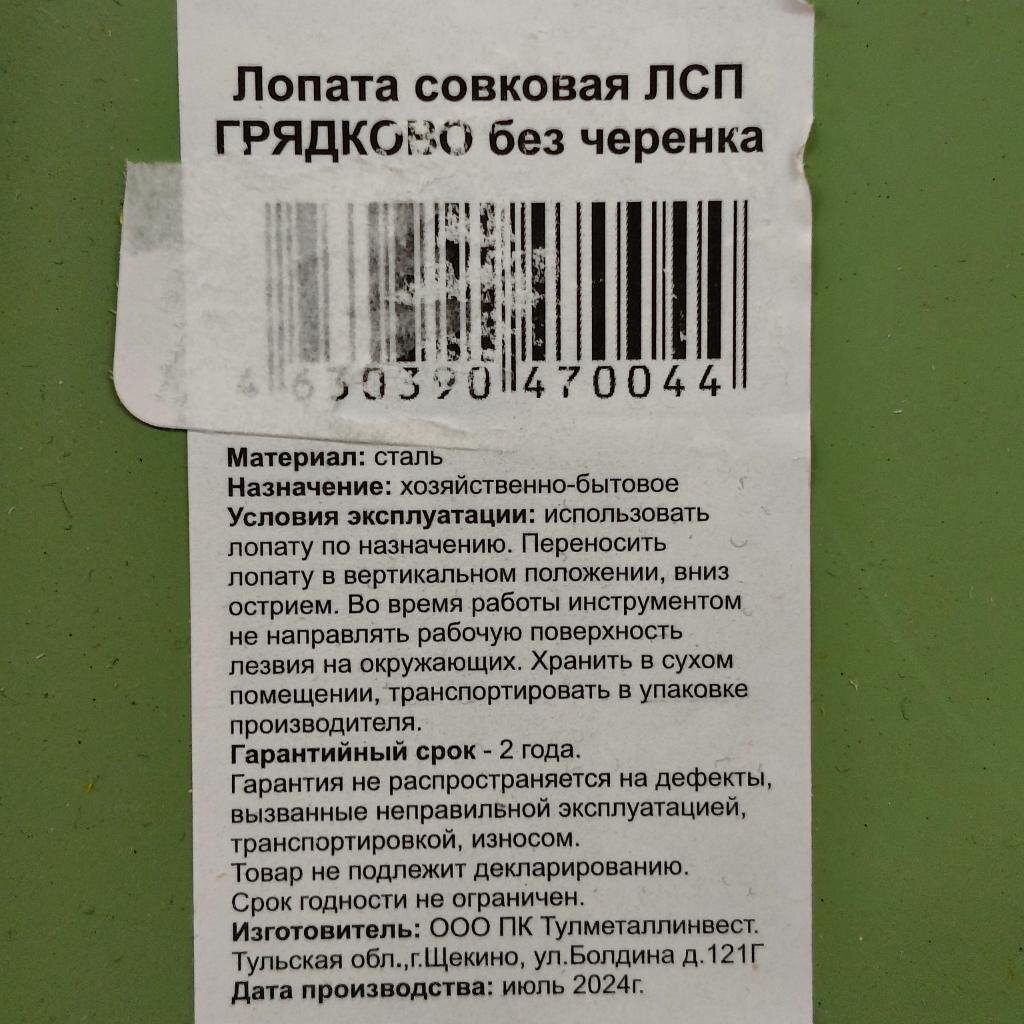 Лопата совковая ЛСП
ГРЯДКОВО без черенка
4 630390 470044
Материал: сталь
Назначение: хозяйственно-бытовое
Условия эксплуатации: использовать
лопату по назначению. Переносить
лопату в вертикальном положении, вниз
острием. Во время работы инструментом
не направлять рабочую поверхность
лезвия на окружающих. Хранить в сухом
помещении, транспортировать в упаковке
производителя.
Гарантийный срок - 2 года.
Гарантия не распространяется на дефекты,
вызванные неправильной эксплуатацией,
транспортировкой, износом.
Товар не подлежит декларированию.
Срок годности не ограничен.
Изготовитель: ООО ПК Тулметаллинвест.
Тульская обл.,г.Щекино, ул.Болдина д.121Г
Дата производства: июль 2024г.